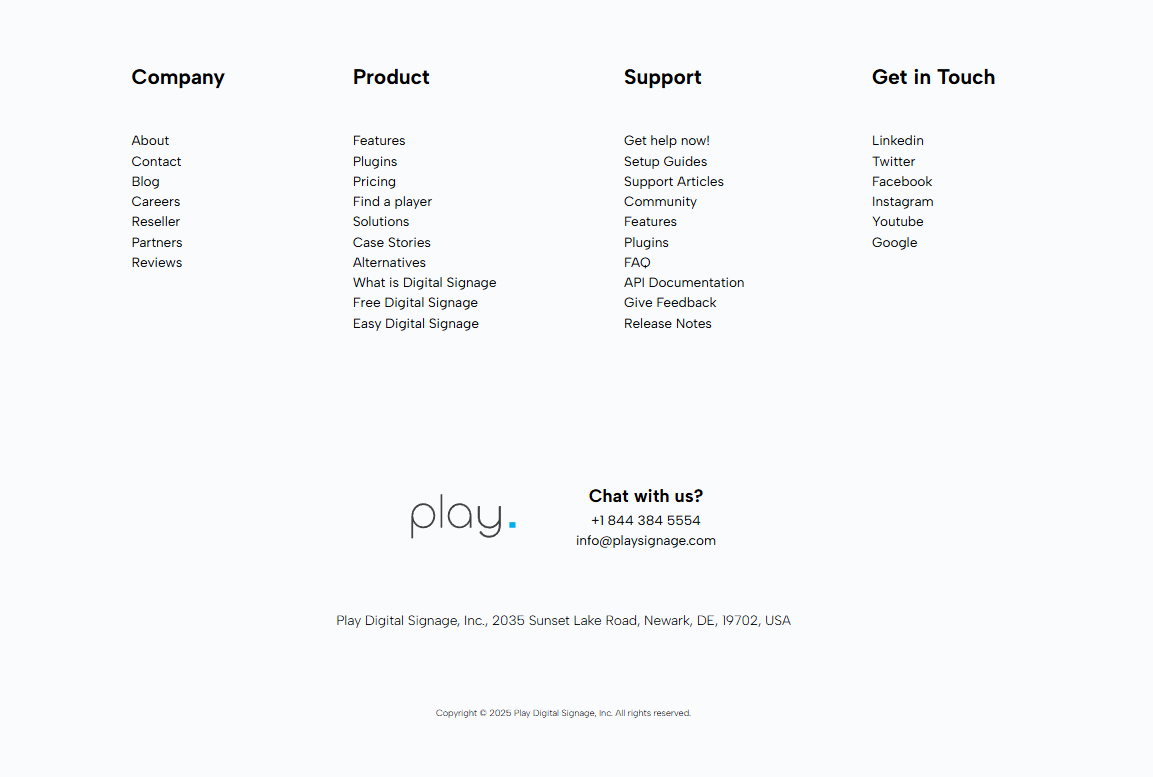 Company
About
Contact
Blog
Careers
Reseller
Partners
Reviews
Product
Features
Plugins
Pricing
Find a player
Solutions
Case Stories
Alternatives
What is Digital Signage
Free Digital Signage
Easy Digital Signage
Support
Get help now!
Setup Guides
Support Articles
Community
Features
Plugins
FAQ
API Documentation
Give Feedback
Release Notes
Get in Touch
Linkedin
Twitter
Facebook
Instagram
Youtube
Google
play.
Chat with us?
+1 844 384 5554
info@playsignage.com
Play Digital Signage, Inc., 2035 Sunset Lake Road, Newark, DE, 19702, USA
Copyright © 2025 Play Digital Signage, Inc. All rights reserved.